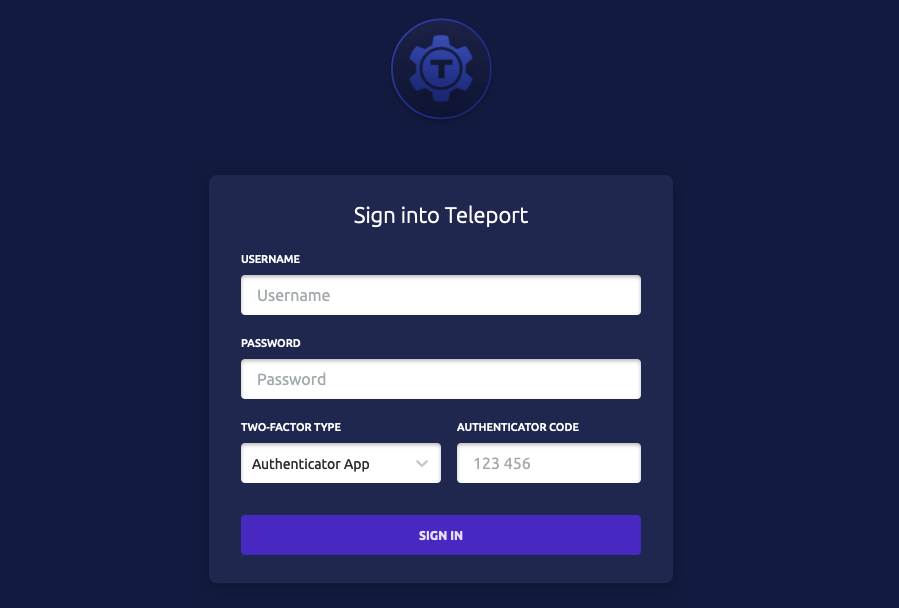 T
Sign into Teleport
USERNAME
Username
PASSWORD
Password
TWO-FACTOR TYPE AUTHENTICATOR CODE
Authenticator App 123 456
SIGN IN